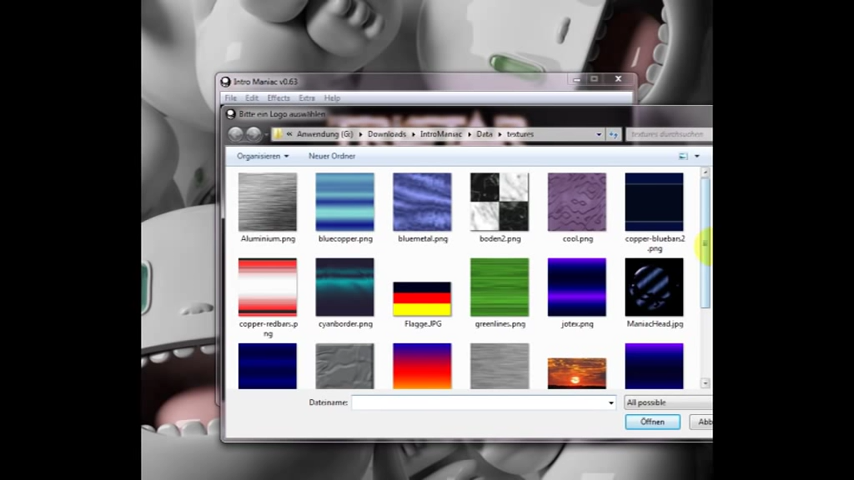 Intro Maniac v0.63
File Edit Effects Extra Help
Bitte ein Logo auswählen
TRISTAR
« Anwendung (G:) Downloads IntroManiac Data textures
textures durchsuchen
Organisieren Neuer Ordner
Aluminium.png bluecopper.png bluemetal.png boden2.png cool.png copper-bluebars2
.png
copper-redbars.p cyanborder.png Flagge.JPG greenlines.png jotex.png ManiacHead.jpg
ng
Dateiname: All possible
Öffnen Abb